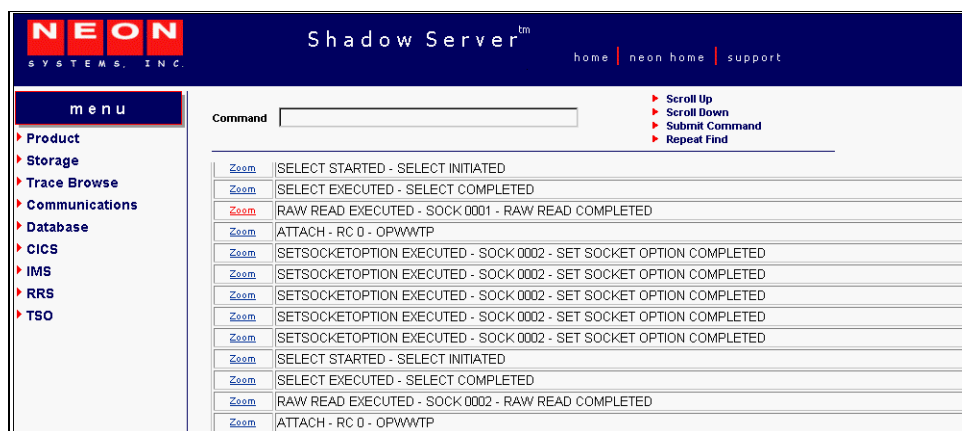 NEON
SYSTEMS, INC.
Shadow Server tm
home | neon home | support
menu
Product
Storage
Trace Browse
Communications
Database
CICS
IMS
RRS
TSO
Command
Scroll Up
Scroll Down
Submit Command
Repeat Find
Zoom SELECT STARTED - SELECT INITIATED
Zoom SELECT EXECUTED - SELECT COMPLETED
Zoom RAW READ EXECUTED - SOCK 0001 - RAW READ COMPLETED
Zoom ATTACH - RC 0 - OPWWTP
Zoom SETSOCKETOPTION EXECUTED - SOCK 0002 - SET SOCKET OPTION COMPLETED
Zoom SETSOCKETOPTION EXECUTED - SOCK 0002 - SET SOCKET OPTION COMPLETED
Zoom SETSOCKETOPTION EXECUTED - SOCK 0002 - SET SOCKET OPTION COMPLETED
Zoom SETSOCKETOPTION EXECUTED - SOCK 0002 - SET SOCKET OPTION COMPLETED
Zoom SETSOCKETOPTION EXECUTED - SOCK 0002 - SET SOCKET OPTION COMPLETED
Zoom SELECT STARTED - SELECT INITIATED
Zoom SELECT EXECUTED - SELECT COMPLETED
Zoom RAW READ EXECUTED - SOCK 0002 - RAW READ COMPLETED
Zoom ATTACH - RC 0 - OPWWTP